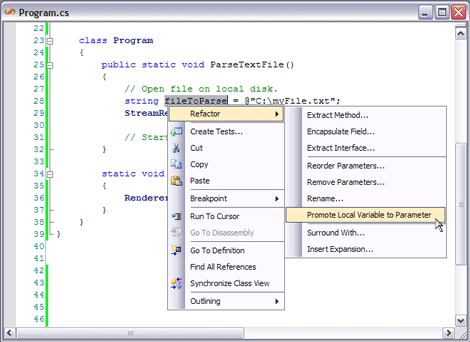 Program.cs
22
23 class Program
24 {
25 public static void ParseTextFile()
26 {
27 // Open file on local disk.
28 string fileToParse = @"C:\myFile.txt";
29 StreamRe
30
31 // Start
32 }
33
34 static void
35 {
36 Renderer
37 }
38 }
39 }
40
41
42
43
44
45
46
Refactor
Create Tests...
Cut
Copy
Paste
Breakpoint
Run To Cursor
Go To Disassembly
Go To Definition
Find All References
Synchronize Class View
Outlining
Extract Method...
Encapsulate Field...
Extract Interface...
Reorder Parameters...
Remove Parameters...
Rename...
Promote Local Variable to Parameter
Surround With...
Insert Expansion...